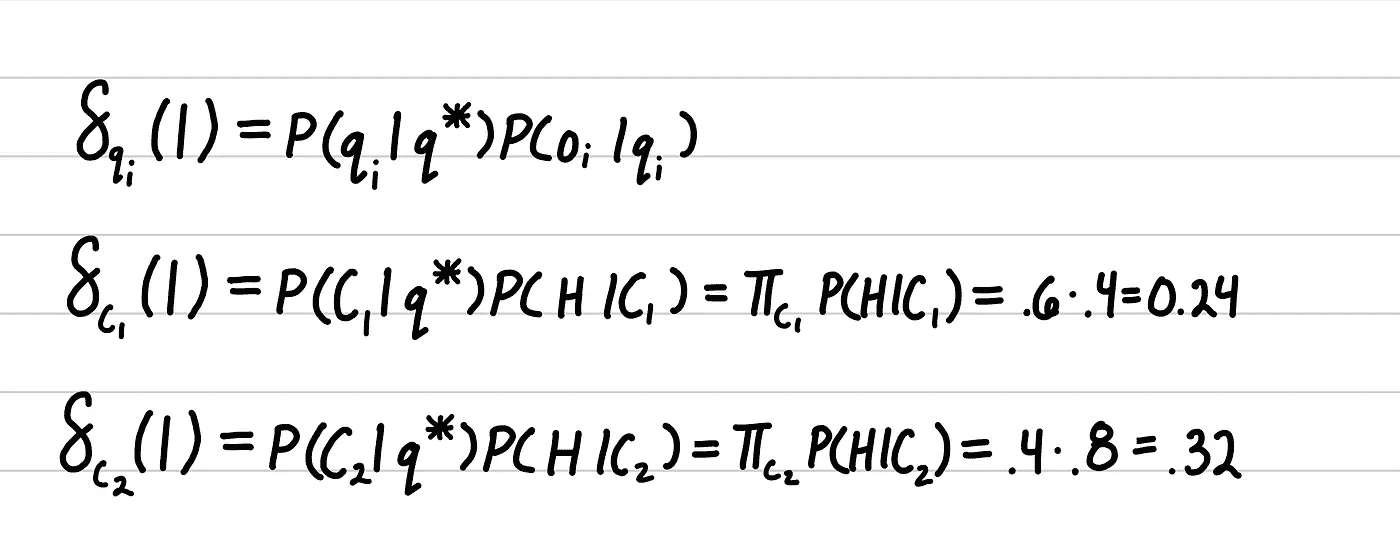 δ_{q_i}(1) = P(q_i | q*)P(o_i | q_i)
δ_{C_1}(1) = P(C_1 | q*)P(H | C_1) = π_{C_1} P(H|C_1) = .6 · .4 = 0.24
δ_{C_2}(1) = P(C_2 | q*)P(H | C_2) = π_{C_2} P(H|C_2) = .4 · .8 = .32